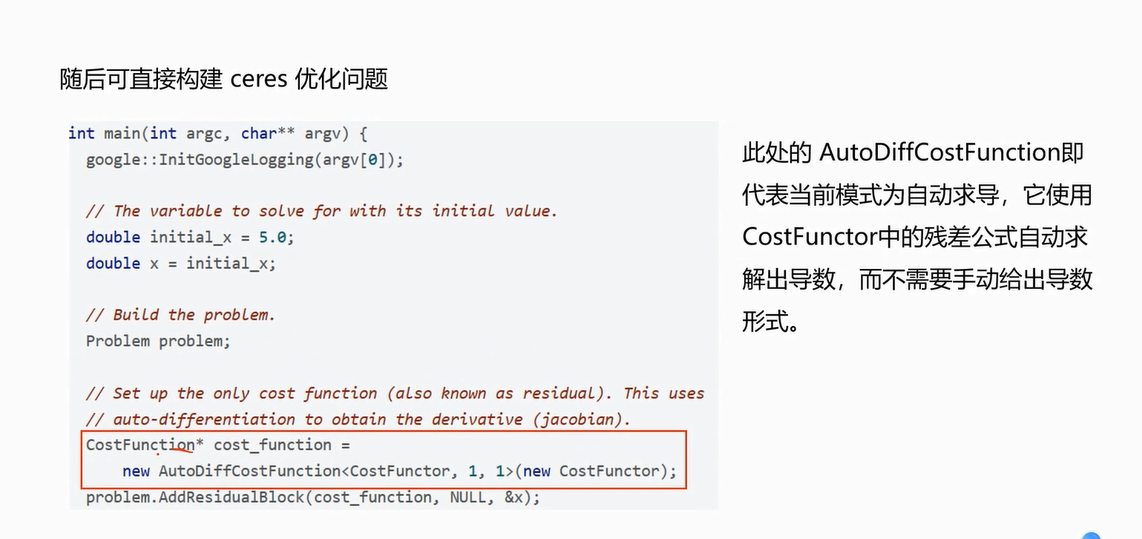 随后可直接构建 ceres 优化问题
int main(int argc, char** argv) {
google::InitGoogleLogging(argv[0]);
// The variable to solve for with its initial value.
double initial_x = 5.0;
double x = initial_x;
// Build the problem.
Problem problem;
// Set up the only cost function (also known as residual). This uses
// auto-differentiation to obtain the derivative (jacobian).
CostFunction* cost_function =
new AutoDiffCostFunction<CostFunctor, 1, 1>(new CostFunctor);
problem.AddResidualBlock(cost_function, NULL, &x);
此处的 AutoDiffCostFunction即
代表当前模式为自动求导，它使用
CostFunctor中的残差公式自动求
解出导数，而不需要手动给出导数
形式。